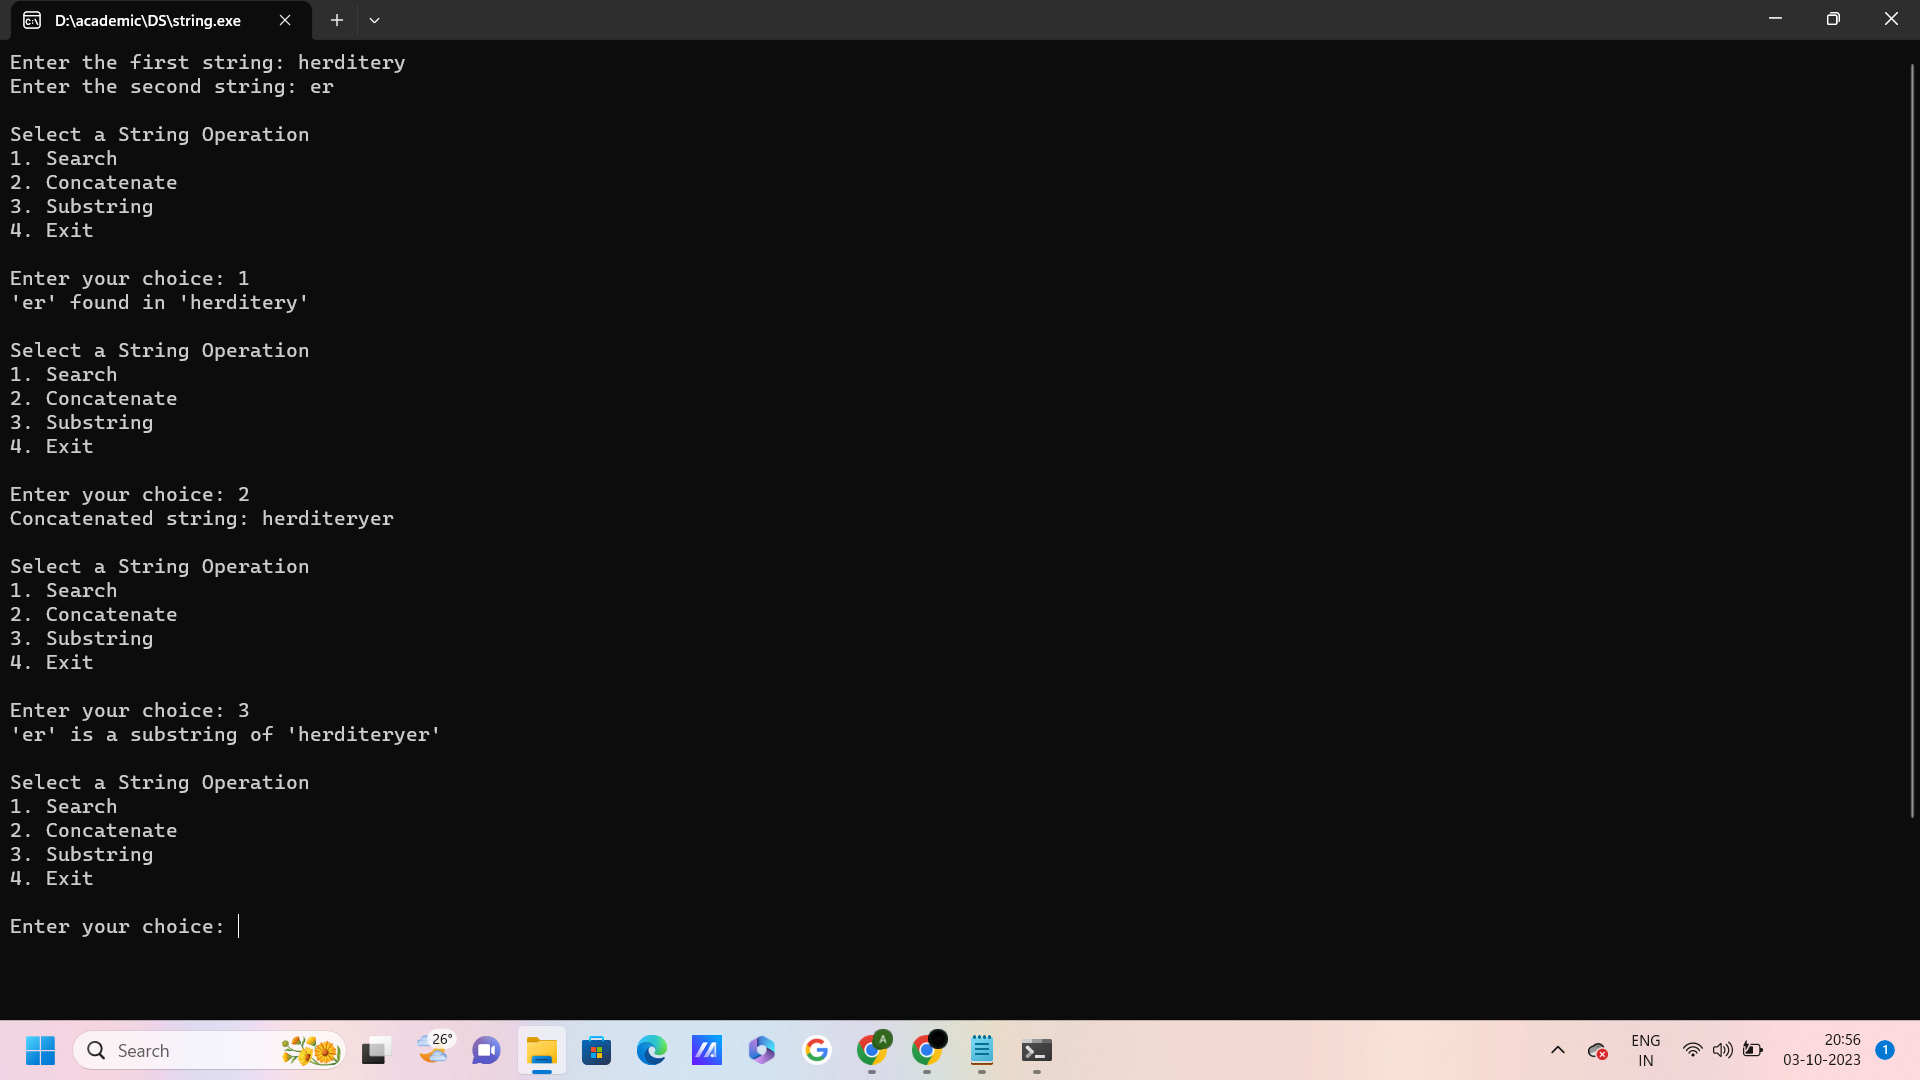 D:\academic\DS\string.exe
Enter the first string: herditery
Enter the second string: er
Select a String Operation
1. Search
2. Concatenate
3. Substring
4. Exit
Enter your choice: 1
'er' found in 'herditery'
Select a String Operation
1. Search
2. Concatenate
3. Substring
4. Exit
Enter your choice: 2
Concatenated string: herditeryer
Select a String Operation
1. Search
2. Concatenate
3. Substring
4. Exit
Enter your choice: 3
'er' is a substring of 'herditeryer'
Select a String Operation
1. Search
2. Concatenate
3. Substring
4. Exit
Enter your choice:
Search
26°
A
ENG
IN
20:56
03-10-2023
1